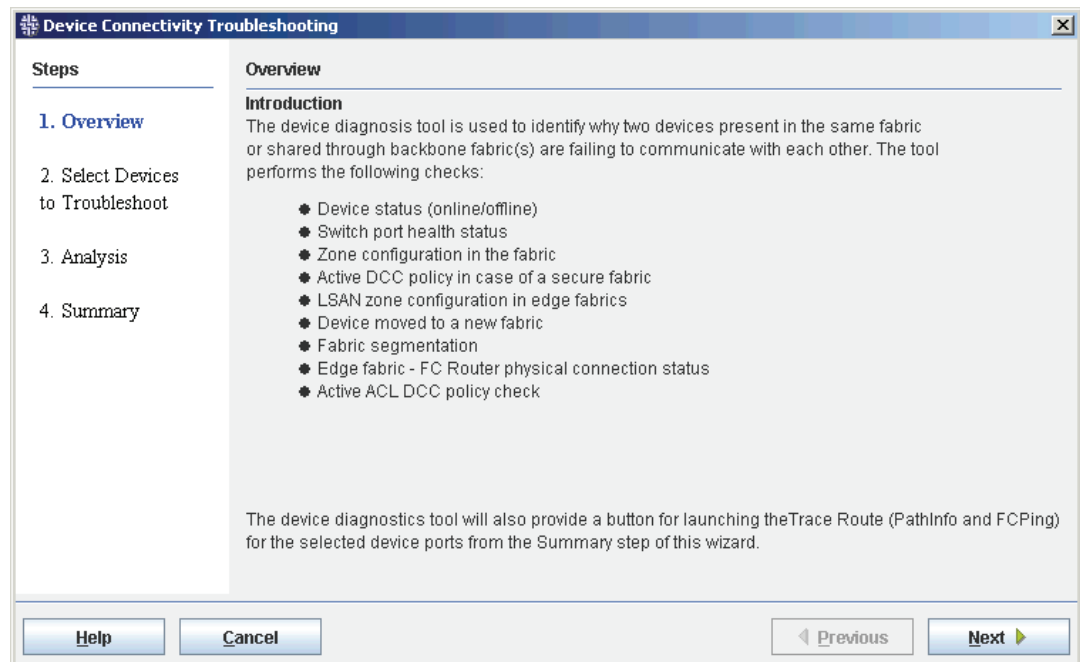 Device Connectivity Troubleshooting
Steps
1. Overview
2. Select Devices
to Troubleshoot
3. Analysis
4. Summary
Overview
Introduction
The device diagnosis tool is used to identify why two devices present in the same fabric
or shared through backbone fabric(s) are failing to communicate with each other. The tool
performs the following checks:
Device status (online/offline)
Switch port health status
Zone configuration in the fabric
Active DCC policy in case of a secure fabric
LSAN zone configuration in edge fabrics
Device moved to a new fabric
Fabric segmentation
Edge fabric - FC Router physical connection status
Active ACL DCC policy check
The device diagnostics tool will also provide a button for launching theTrace Route (PathInfo and FCPing)
for the selected device ports from the Summary step of this wizard.
Help
Cancel
Previous
Next